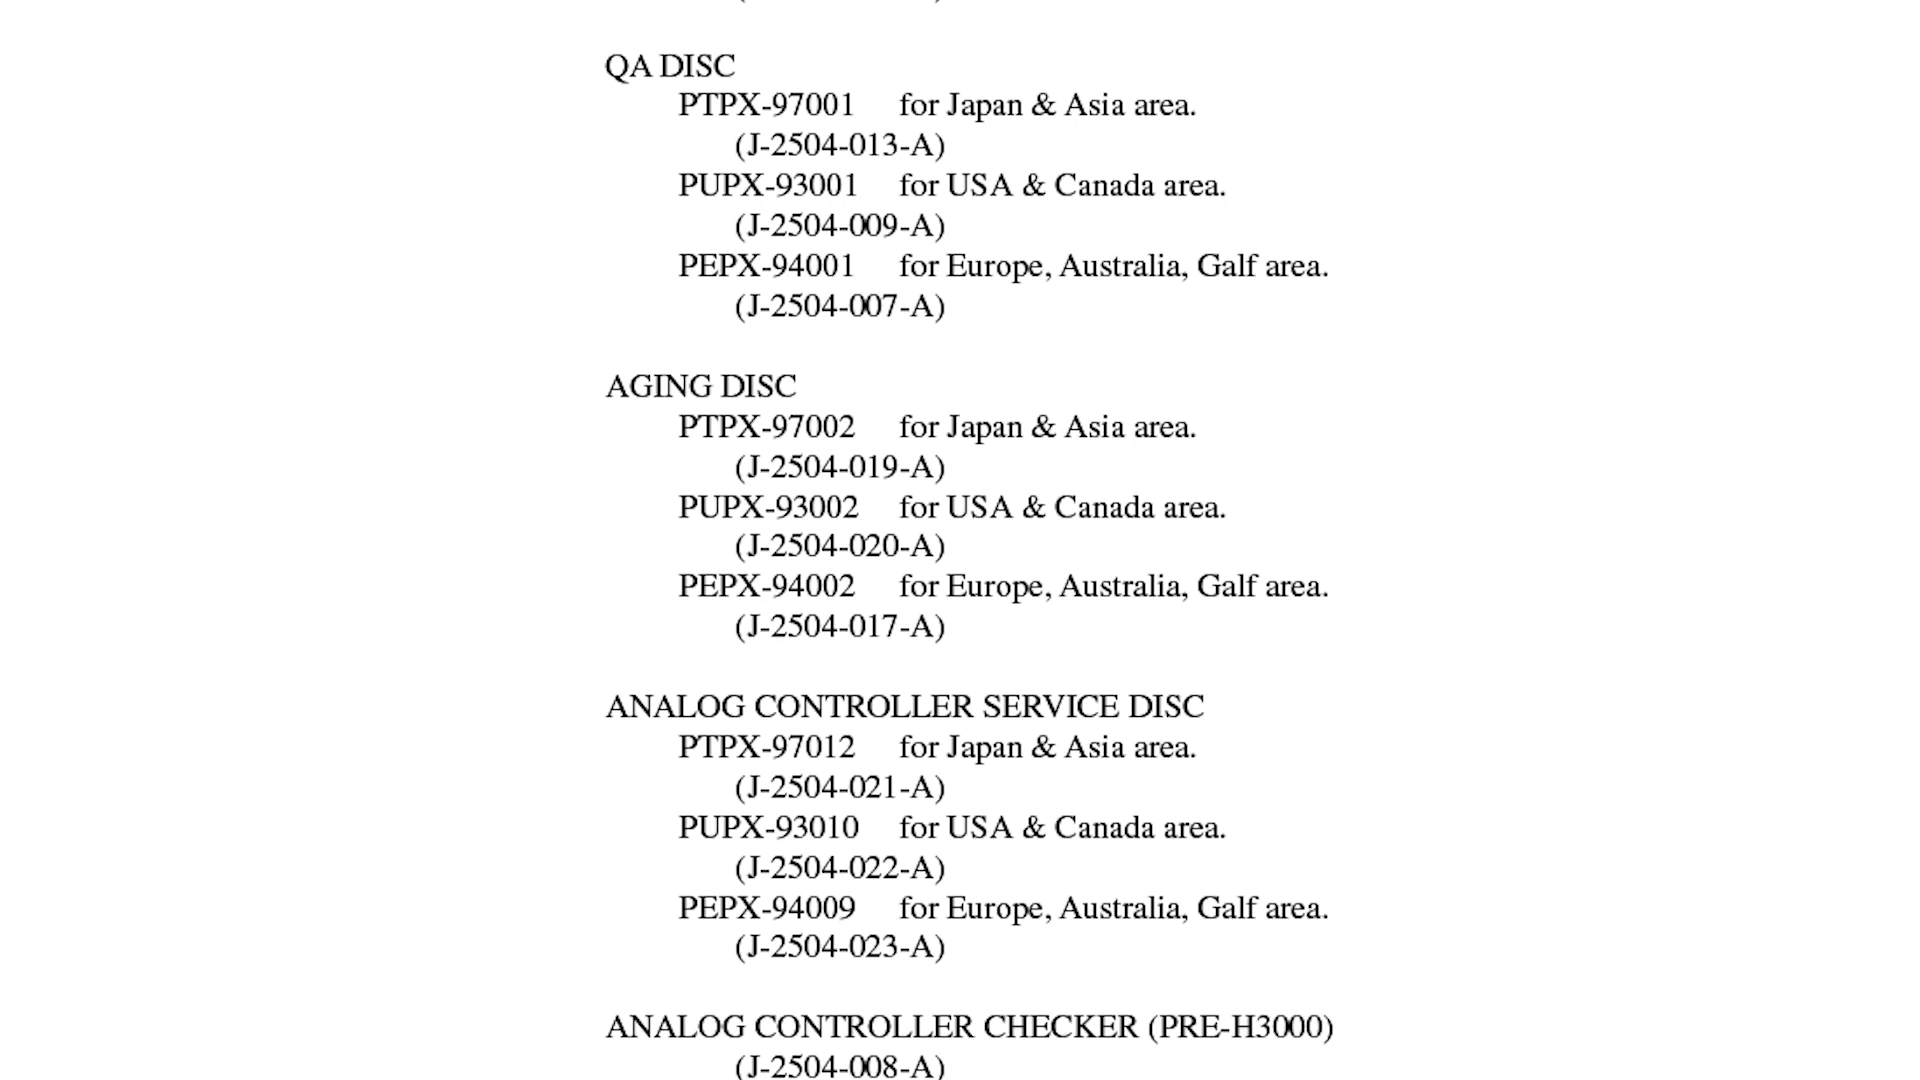 QA DISC
PTPX-97001 for Japan & Asia area.
(J-2504-013-A)
PUPX-93001 for USA & Canada area.
(J-2504-009-A)
PEPX-94001 for Europe, Australia, Galf area.
(J-2504-007-A)
AGING DISC
PTPX-97002 for Japan & Asia area.
(J-2504-019-A)
PUPX-93002 for USA & Canada area.
(J-2504-020-A)
PEPX-94002 for Europe, Australia, Galf area.
(J-2504-017-A)
ANALOG CONTROLLER SERVICE DISC
PTPX-97012 for Japan & Asia area.
(J-2504-021-A)
PUPX-93010 for USA & Canada area.
(J-2504-022-A)
PEPX-94009 for Europe, Australia, Galf area.
(J-2504-023-A)
ANALOG CONTROLLER CHECKER (PRE-H3000)
(J-2504-008-A)